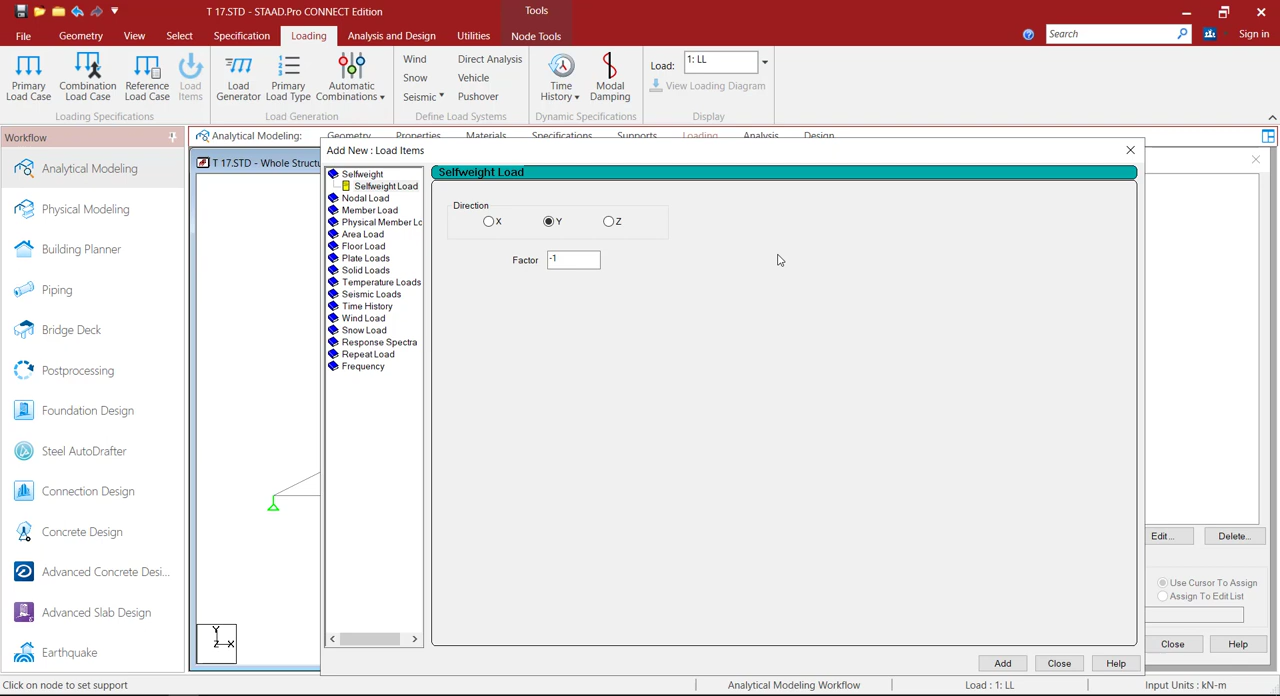 T 17.STD - STAAD.Pro CONNECT Edition
Tools
File
Geometry
View
Select
Specification
Loading
Analysis and Design
Utilities
Node Tools
Search
Sign in
Primary Load Case
Combination Load Case
Reference Load Case
Load Items
Loading Specifications
Load Generator
Primary Load Type
Automatic Combinations
Load Generation
Wind
Snow
Seismic
Direct Analysis
Vehicle
Pushover
Define Load Systems
Time History
Modal Damping
Dynamic Specifications
Load:
1: LL
View Loading Diagram
Display
Workflow
Analytical Modeling
Physical Modeling
Building Planner
Piping
Bridge Deck
Postprocessing
Foundation Design
Steel AutoDrafter
Connection Design
Concrete Design
Advanced Concrete Desi...
Advanced Slab Design
Earthquake
Analytical Modeling:
Geometry
Properties
Materials
Specifications
Supports
Loading
Analysis
Design
T 17.STD - Whole Structu
Add New : Load Items
Selfweight
Selfweight Load
Nodal Load
Member Load
Physical Member Lo
Area Load
Floor Load
Plate Loads
Solid Loads
Temperature Loads
Seismic Loads
Time History
Wind Load
Snow Load
Response Spectra
Repeat Load
Frequency
Selfweight Load
Direction
X
Y
Z
Factor
-1
Add
Close
Help
Edit...
Delete...
Use Cursor To Assign
Assign To Edit List
Close
Help
Y
Z
X
Click on node to set support
Analytical Modeling Workflow
Load : 1: LL
Input Units : kN-m